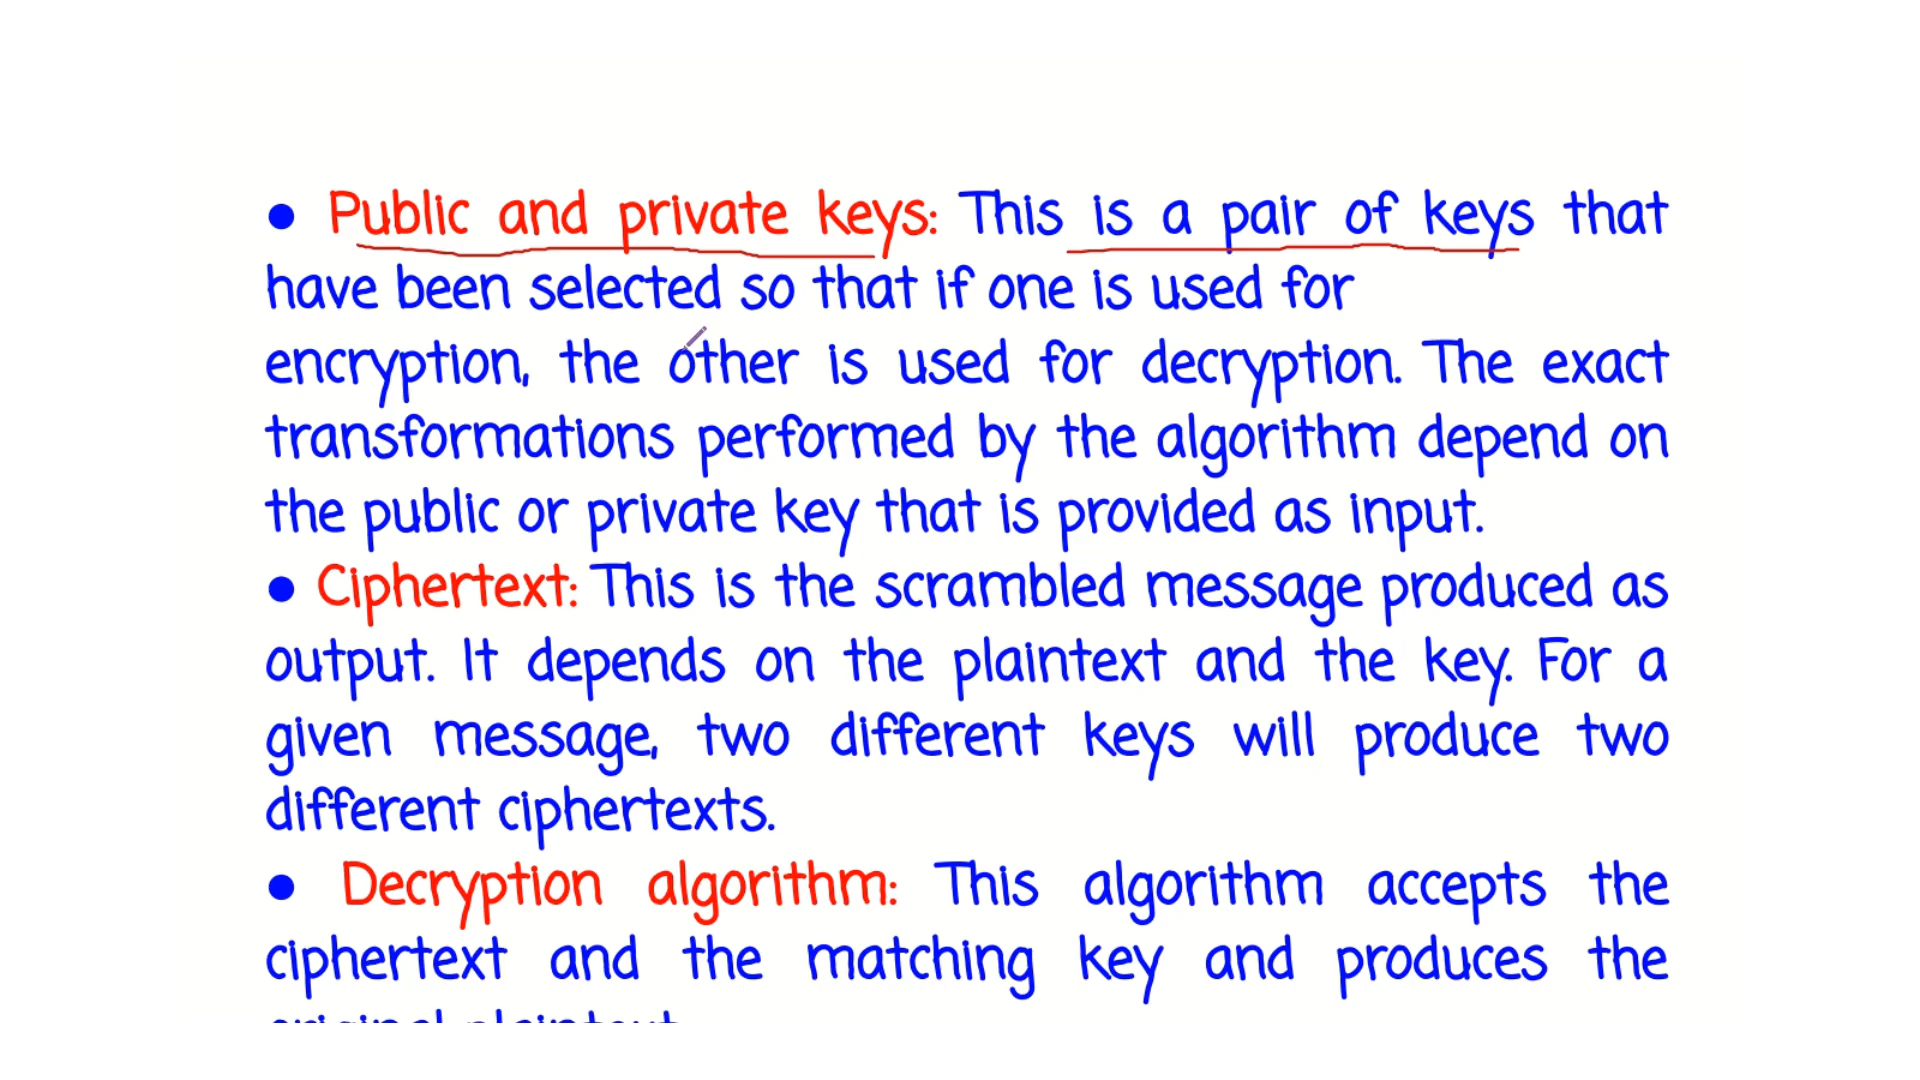 ● Public and private keys: This is a pair of keys that
have been selected so that if one is used for
encryption, the other is used for decryption. The exact
transformations performed by the algorithm depend on
the public or private key that is provided as input.
● Ciphertext: This is the scrambled message produced as
output. It depends on the plaintext and the key. For a
given message, two different keys will produce two
different ciphertexts.
● Decryption algorithm: This algorithm accepts the
ciphertext and the matching key and produces the
original plaintext